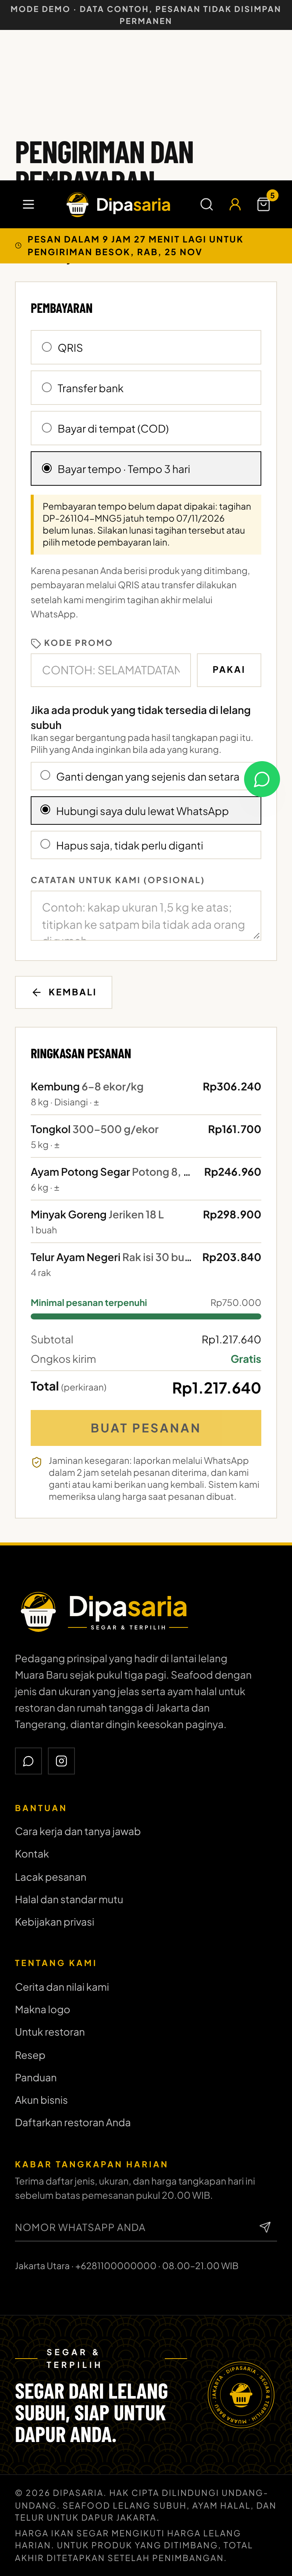 MODE DEMO · DATA CONTOH, PESANAN TIDAK DISIMPAN
PERMANEN
PENGIRIMAN DAN
PEMBAYARAN
Dipasaria
5
PESAN DALAM 9 JAM 27 MENIT LAGI UNTUK
PENGIRIMAN BESOK, RAB, 25 NOV
PEMBAYARAN
QRIS
Transfer bank
Bayar di tempat (COD)
Bayar tempo · Tempo 3 hari
Pembayaran tempo belum dapat dipakai: tagihan
DP-261104-MNG5 jatuh tempo 07/11/2026
belum lunas. Silakan lunasi tagihan tersebut atau
pilih metode pembayaran lain.
Karena pesanan Anda berisi produk yang ditimbang,
pembayaran melalui QRIS atau transfer dilakukan
setelah kami mengirim tagihan akhir melalui
WhatsApp.
KODE PROMO
CONTOH: SELAMATDATAN
PAKAI
Jika ada produk yang tidak tersedia di lelang
subuh
Ikan segar bergantung pada hasil tangkapan pagi itu.
Pilih yang Anda inginkan bila ada yang kurang.
Ganti dengan yang sejenis dan setara
Hubungi saya dulu lewat WhatsApp
Hapus saja, tidak perlu diganti
CATATAN UNTUK KAMI (OPSIONAL)
Contoh: kakap ukuran 1,5 kg ke atas;
titipkan ke satpam bila tidak ada orang
di rumah
KEMBALI
RINGKASAN PESANAN
Kembung 6–8 ekor/kg Rp306.240
8 kg · Disiangi · ±
Tongkol 300–500 g/ekor Rp161.700
5 kg · ±
Ayam Potong Segar Potong 8, ... Rp246.960
6 kg · ±
Minyak Goreng Jeriken 18 L Rp298.900
1 buah
Telur Ayam Negeri Rak isi 30 bu... Rp203.840
4 rak
Minimal pesanan terpenuhi Rp750.000
Subtotal Rp1.217.640
Ongkos kirim Gratis
Total (perkiraan) Rp1.217.640
BUAT PESANAN
Jaminan kesegaran: laporkan melalui WhatsApp
dalam 2 jam setelah pesanan diterima, dan kami
ganti atau kami berikan uang kembali. Sistem kami
memeriksa ulang harga saat pesanan dibuat.
Dipasaria
SEGAR & TERPILIH
Pedagang prinsipal yang hadir di lantai lelang
Muara Baru sejak pukul tiga pagi. Seafood dengan
jenis dan ukuran yang jelas serta ayam halal untuk
restoran dan rumah tangga di Jakarta dan
Tangerang, diantar dingin keesokan paginya.
BANTUAN
Cara kerja dan tanya jawab
Kontak
Lacak pesanan
Halal dan standar mutu
Kebijakan privasi
TENTANG KAMI
Cerita dan nilai kami
Makna logo
Untuk restoran
Resep
Panduan
Akun bisnis
Daftarkan restoran Anda
KABAR TANGKAPAN HARIAN
Terima daftar jenis, ukuran, dan harga tangkapan hari ini
sebelum batas pemesanan pukul 20.00 WIB.
NOMOR WHATSAPP ANDA
Jakarta Utara · +6281100000000 · 08.00–21.00 WIB
SEGAR &
TERPILIH
SEGAR DARI LELANG
SUBUH, SIAP UNTUK
DAPUR ANDA.
© 2026 DIPASARIA. HAK CIPTA DILINDUNGI UNDANG-
UNDANG. SEAFOOD LELANG SUBUH, AYAM HALAL, DAN
TELUR UNTUK DAPUR JAKARTA.
HARGA IKAN SEGAR MENGIKUTI HARGA LELANG
HARIAN. UNTUK PRODUK YANG DITIMBANG, TOTAL
AKHIR DITETAPKAN SETELAH PENIMBANGAN.